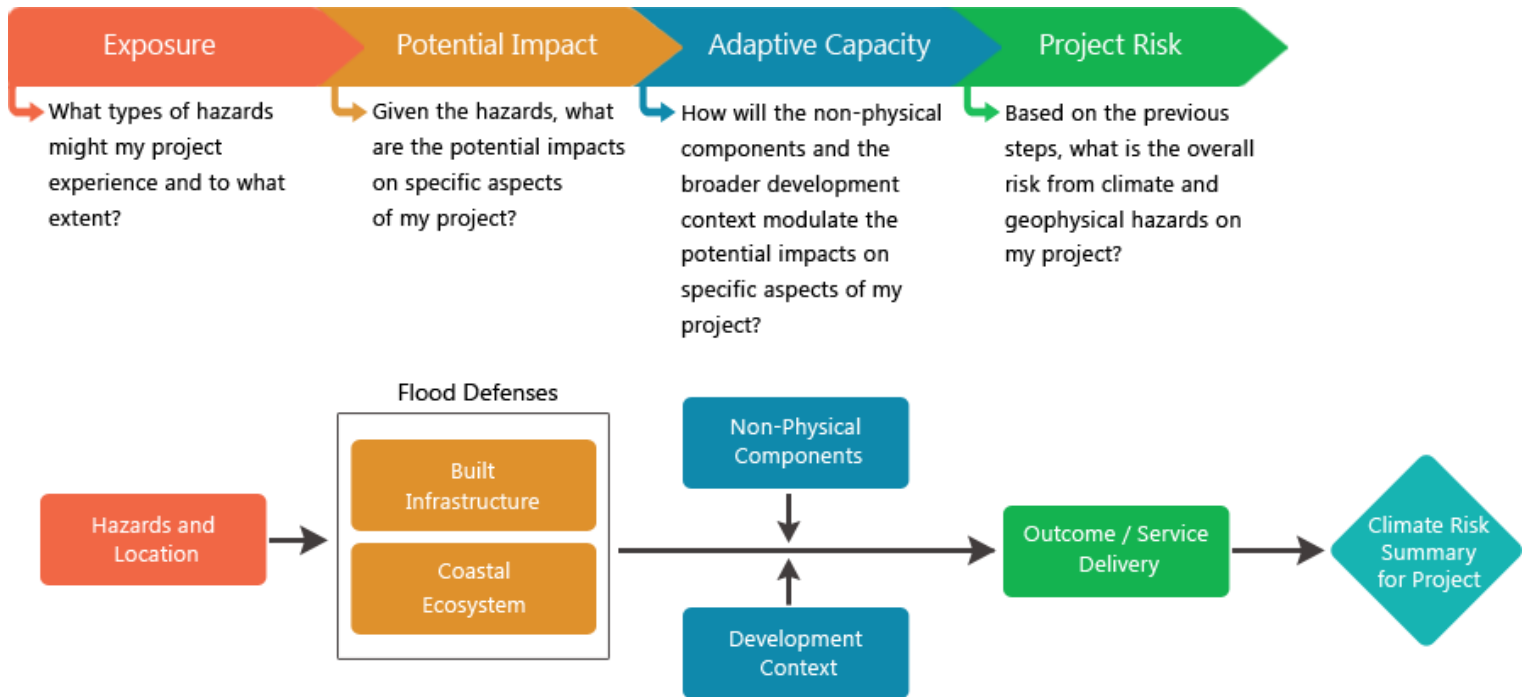 Exposure
Potential Impact
Adaptive Capacity
Project Risk
What types of hazards
might my project
experience and to what
extent?
Given the hazards, what
are the potential impacts
on specific aspects
of my project?
How will the non-physical
components and the
broader development
context modulate the
potential impacts on
specific aspects of my
project?
Based on the previous
steps, what is the overall
risk from climate and
geophysical hazards on
my project?
Hazards and
Location
Flood Defenses
Built
Infrastructure
Coastal
Ecosystem
Non-Physical
Components
Development
Context
Outcome / Service
Delivery
Climate Risk
Summary
for Project